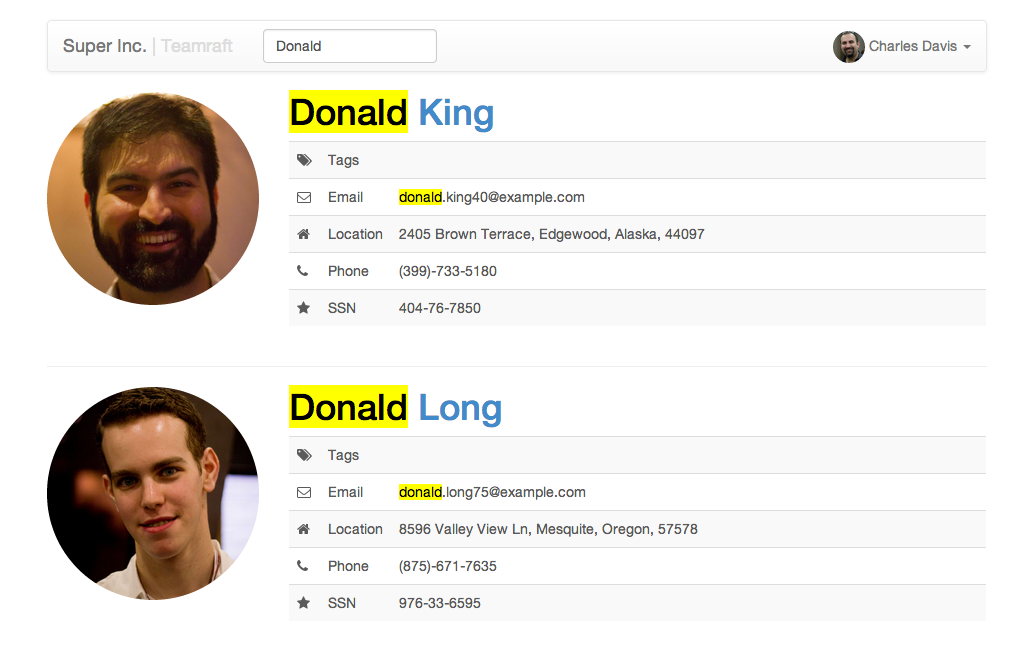 Super Inc. | Teamraft Donald Charles Davis
Donald King
Tags
Email donald.king40@example.com
Location 2405 Brown Terrace, Edgewood, Alaska, 44097
Phone (399)-733-5180
SSN 404-76-7850
Donald Long
Tags
Email donald.long75@example.com
Location 8596 Valley View Ln, Mesquite, Oregon, 57578
Phone (875)-671-7635
SSN 976-33-6595